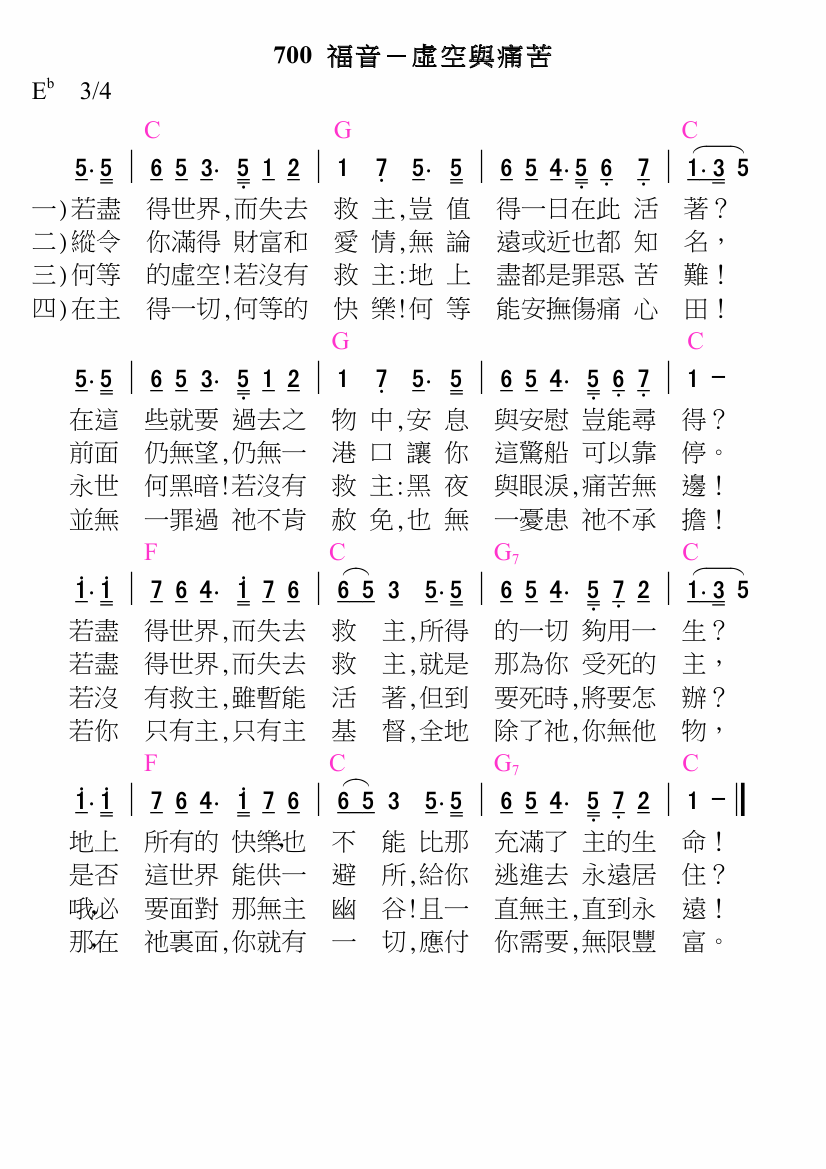 700 福音－虛空與痛苦
E♭ 3/4
C G C
5· 5 | 6 5 3· 5 1 2 | 1 7 5· 5 | 6 5 4· 5 6 7 | 1· 3 5
一)若盡 得世界,而失去 救 主,豈 值 得一日在此 活 著？
二)縱令 你滿得 財富和 愛 情,無 論 遠或近也都 知 名，
三)何等 的虛空!若沒有 救 主:地 上 盡都是罪惡、苦 難！
四)在主 得一切,何等的 快 樂!何 等 能安撫傷痛 心 田！
G C
5· 5 | 6 5 3· 5 1 2 | 1 7 5· 5 | 6 5 4· 5 6 7 | 1 –
在這 些就要 過去之 物 中,安 息 與安慰 豈能尋 得？
前面 仍無望,仍無一 港 口 讓 你 這驚船 可以靠 停。
永世 何黑暗!若沒有 救 主:黑 夜 與眼淚,痛苦無 邊！
並無 一罪過 祂不肯 赦 免,也 無 一憂患 祂不承 擔！
F C G7 C
1· 1 | 7 6 4· 1 7 6 | 6 5 3 5· 5 | 6 5 4· 5 7 2 | 1· 3 5
若盡 得世界,而失去 救 主,所得 的一切 夠用一 生？
若盡 得世界,而失去 救 主,就是 那為你 受死的 主，
若沒 有救主,雖暫能 活 著,但到 要死時,將要怎 辦？
若你 只有主,只有主 基 督,全地 除了祂,你無他 物，
F C G7 C
1· 1 | 7 6 4· 1 7 6 | 6 5 3 5· 5 | 6 5 4· 5 7 2 | 1 – ‖
地上 所有的 快樂,也 不 能 比那 充滿了 主的生 命！
是否 這世界 能供一 避 所,給你 逃進去 永遠居 住？
哦,必 要面對 那無主 幽 谷!且一 直無主,直到永 遠！
那,在 祂裏面,你就有 一 切,應付 你需要,無限豐 富。